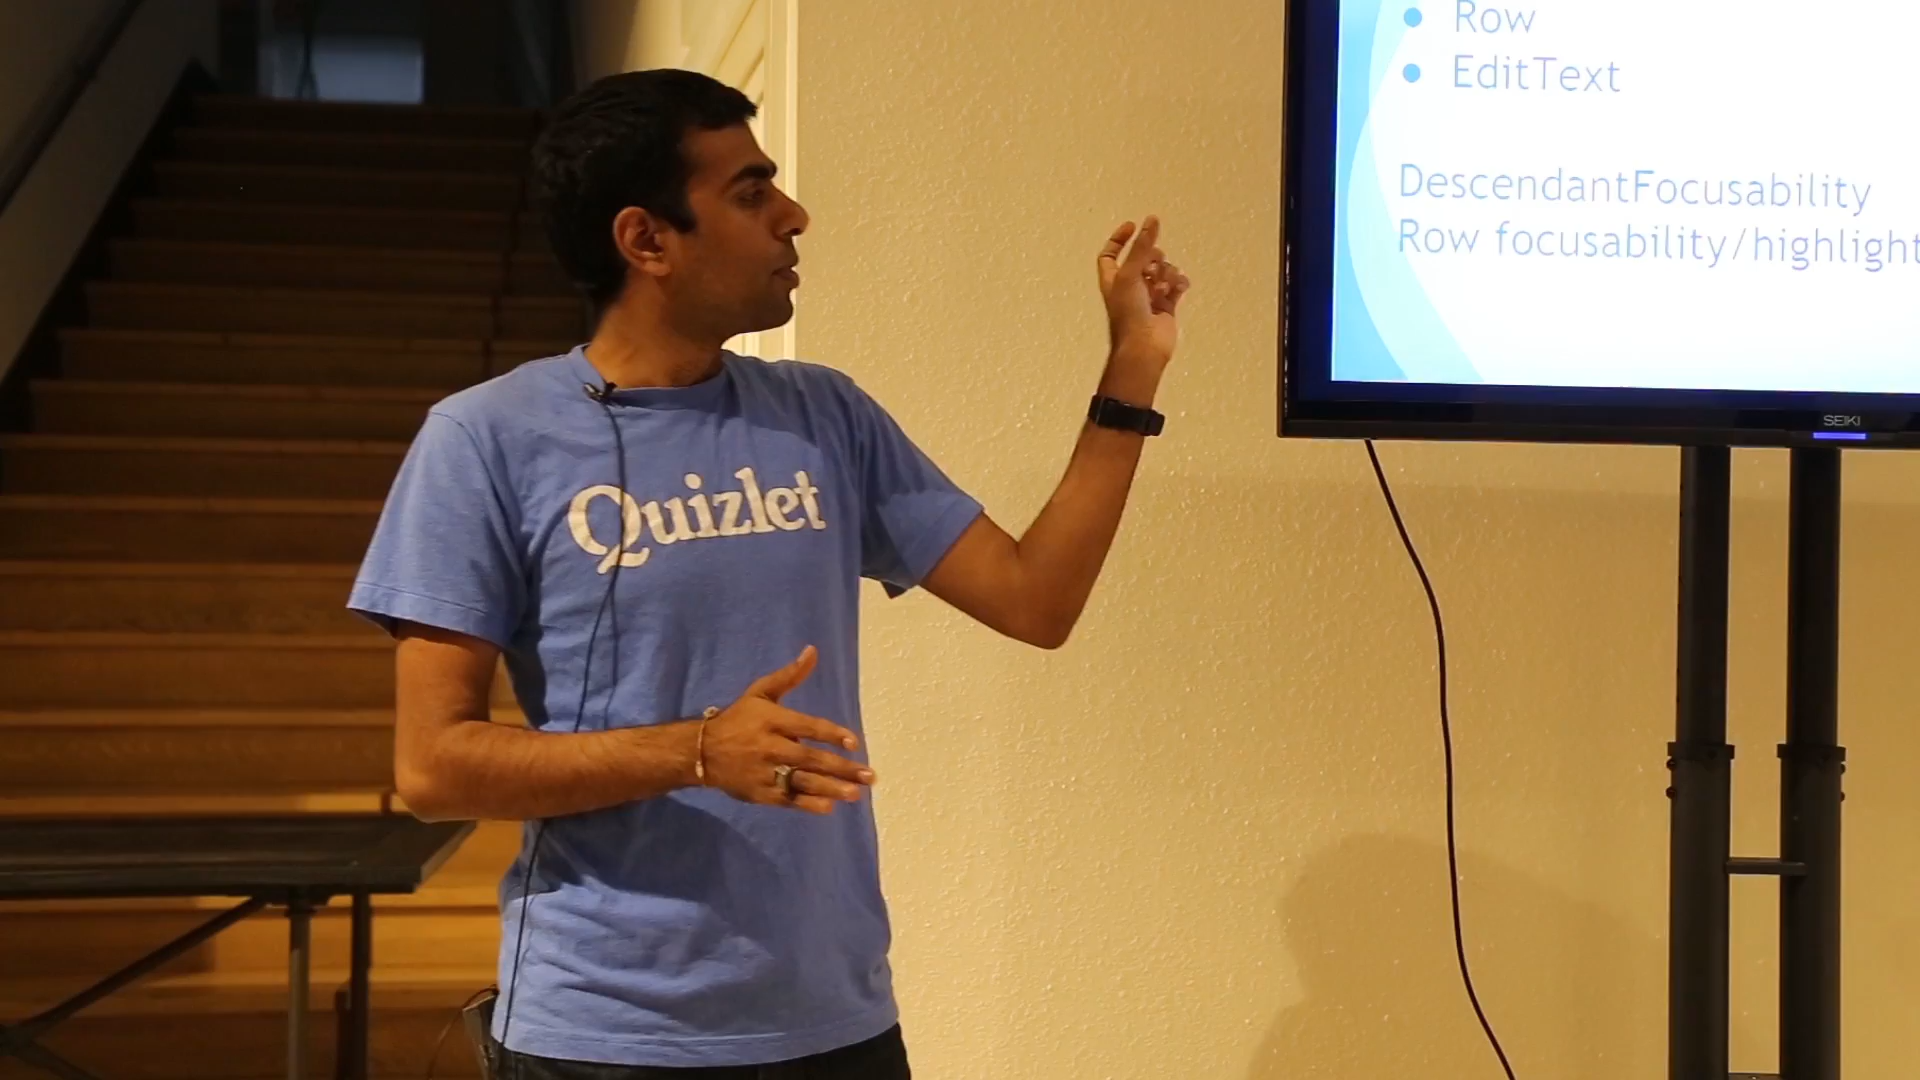 Row
EditText
DescendantFocusability
Row focusability/highlight
SEIKI
Quizlet